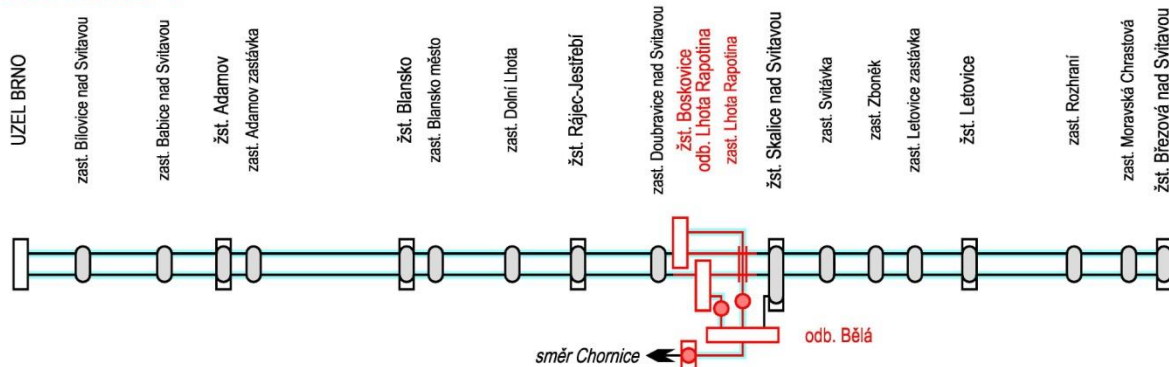 UZEL BRNO
zast. Bílovice nad Svitavou
zast. Babice nad Svitavou
žst. Adamov
zast. Adamov zastávka
žst. Blansko
zast. Blansko město
zast. Dolní Lhota
žst. Rájec-Jestřebí
zast. Doubravice nad Svitavou
žst. Boskovice
odb. Lhota Rapotina
zast. Lhota Rapotina
žst. Skalice nad Svitavou
zast. Svitávka
zast. Zboněk
zast. Letovice zastávka
žst. Letovice
zast. Rozhraní
zast. Moravská Chrastová
žst. Březová nad Svitavou
odb. Bělá
směr Chornice